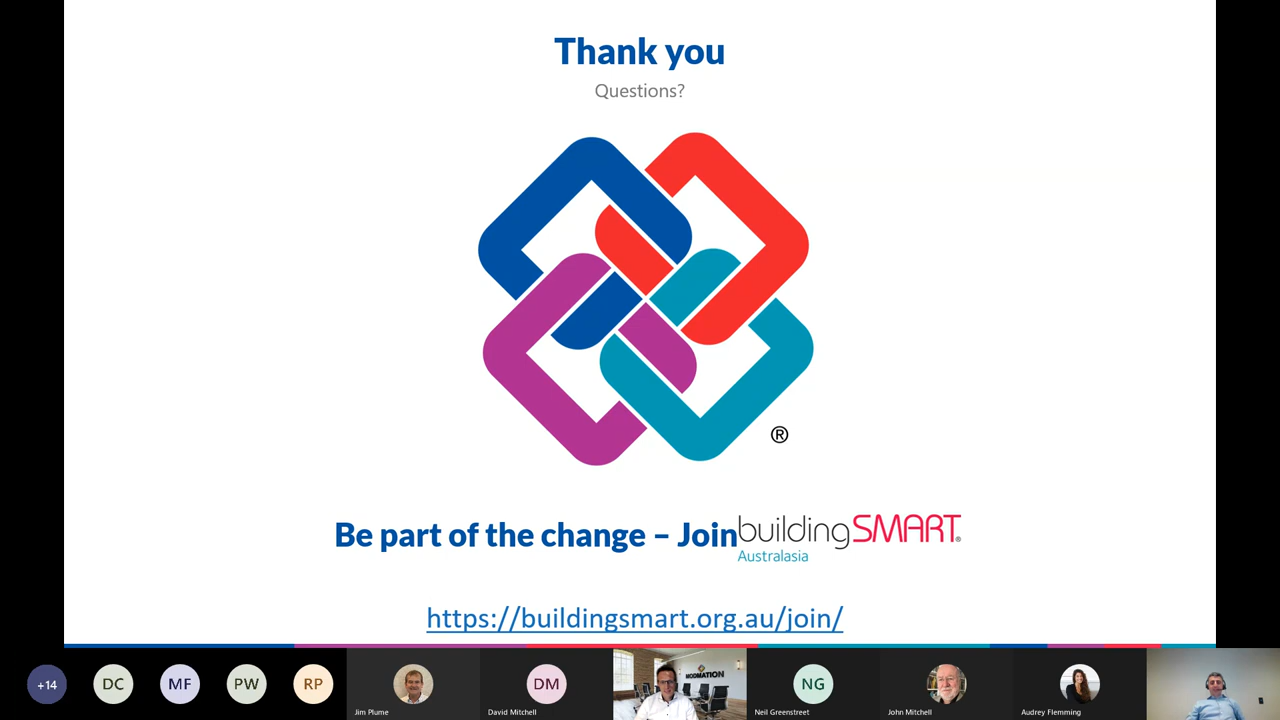 Thank you
Questions?
®
Be part of the change – Join buildingSMART®
Australasia
https://buildingsmart.org.au/join/
+14
DC
MF
PW
RP
Jim Plume
DM
David Mitchell
MODMATION
NG
Neil Greenstreet
John Mitchell
Audrey Flemming